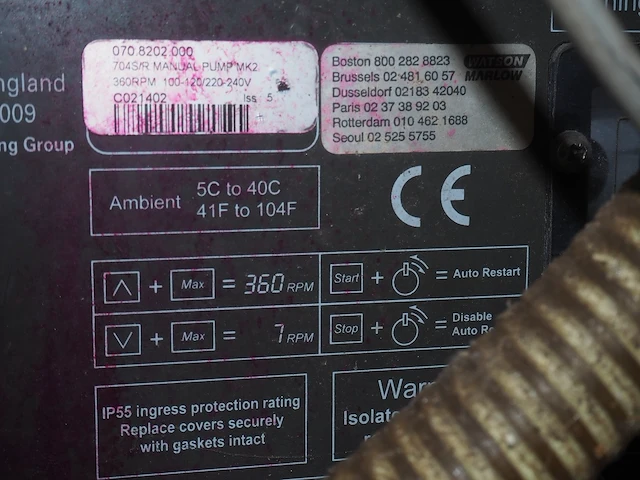 070.8202.000
704S/R MANUAL PUMP MK2
360RPM 100-120/220-240V
C021402 Iss 5
Boston 800 282 8823
Brussels 02 481 60 57
Dusseldorf 02183 42040
Paris 02 37 38 92 03
Rotterdam 010 462 1688
Seoul 02 525 5755
WATSON
MARLOW
ngland
009
ng Group
Ambient 5C to 40C
41F to 104F
CE
Max = 360 RPM
Start + = Auto Restart
Max = 7 RPM
Stop + = Disable
Auto Re
IP55 ingress protection rating
Replace covers securely
with gaskets intact
War
Isolate